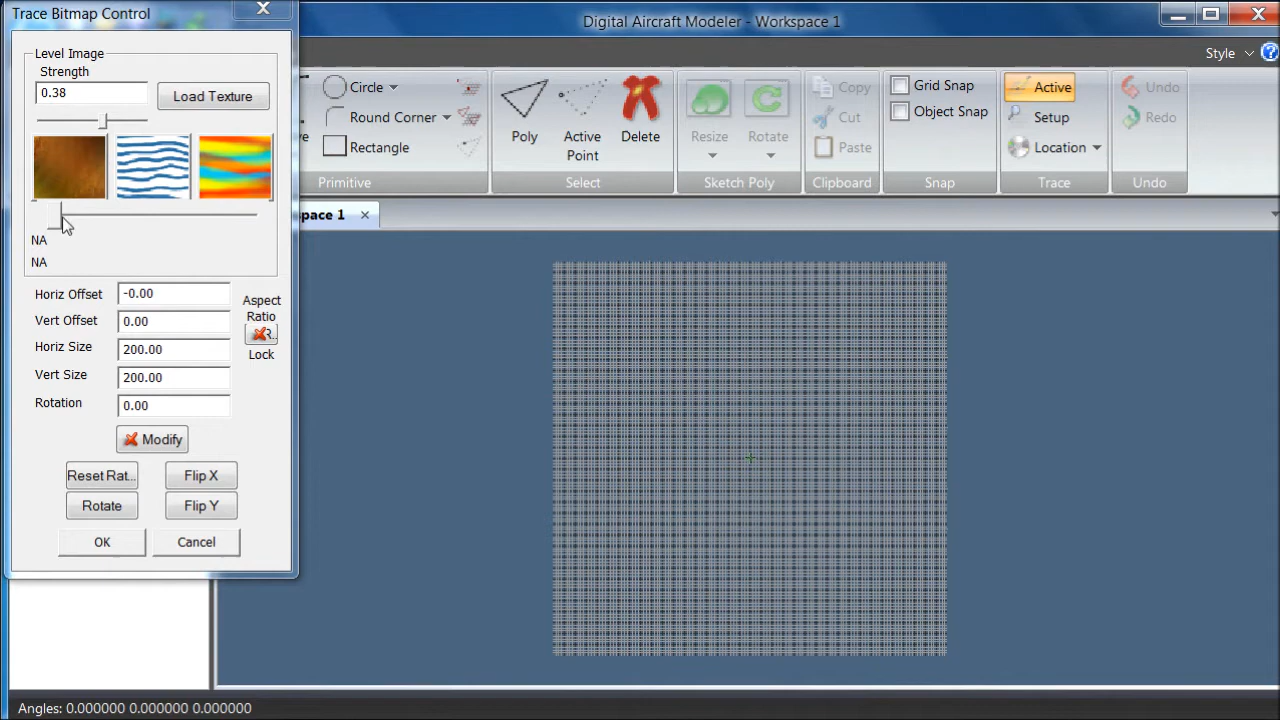 Trace Bitmap Control
Digital Aircraft Modeler - Workspace 1
Style
Level Image
Strength
0.38
Load Texture
NA
NA
Horiz Offset -0.00
Vert Offset 0.00
Horiz Size 200.00
Vert Size 200.00
Rotation 0.00
Aspect
Ratio
Lock
Modify
Reset Rat...
Flip X
Rotate
Flip Y
OK
Cancel
Circle
Round Corner
Rectangle
Primitive
Poly
Active
Point
Delete
Select
Resize
Rotate
Sketch Poly
Copy
Cut
Paste
Clipboard
Grid Snap
Object Snap
Snap
Active
Setup
Location
Trace
Undo
Redo
Undo
space 1
Angles: 0.000000 0.000000 0.000000